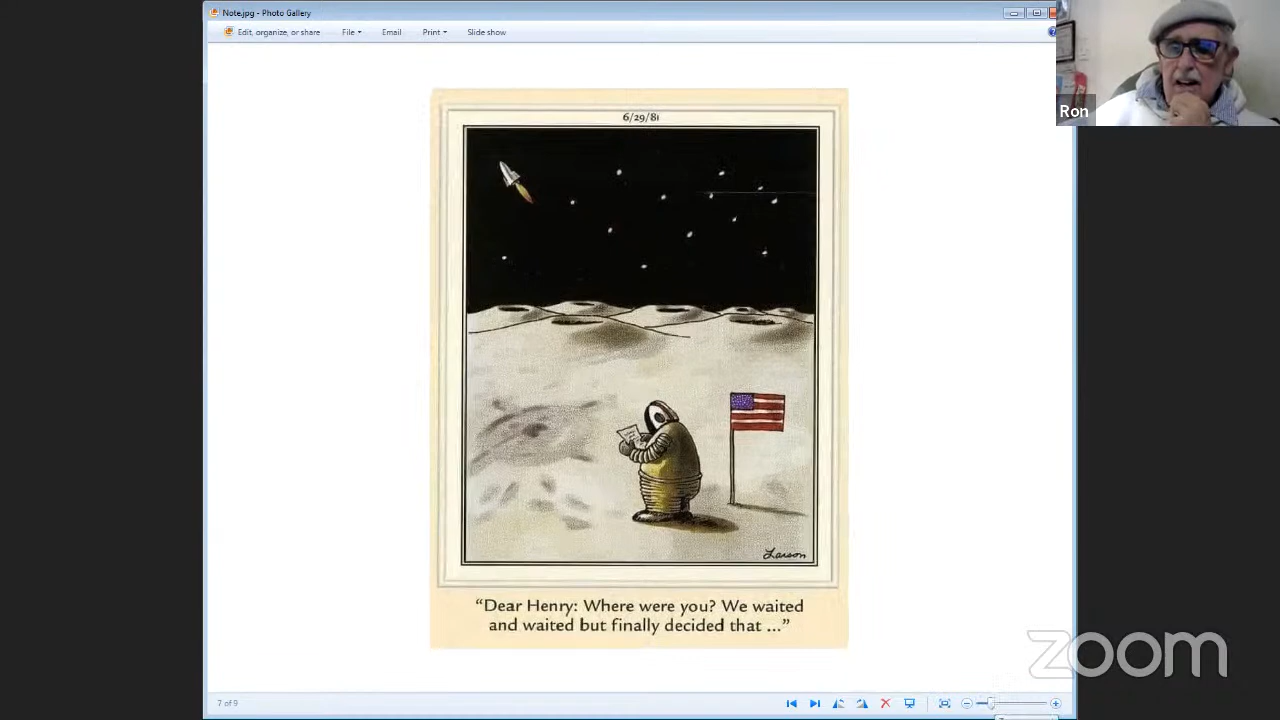 Note.jpg - Photo Gallery
Edit, organize, or share File Email Print Slide show
Ron
6/29/81
Larson
"Dear Henry: Where were you? We waited
and waited but finally decided that ..."
zoom
7 of 9